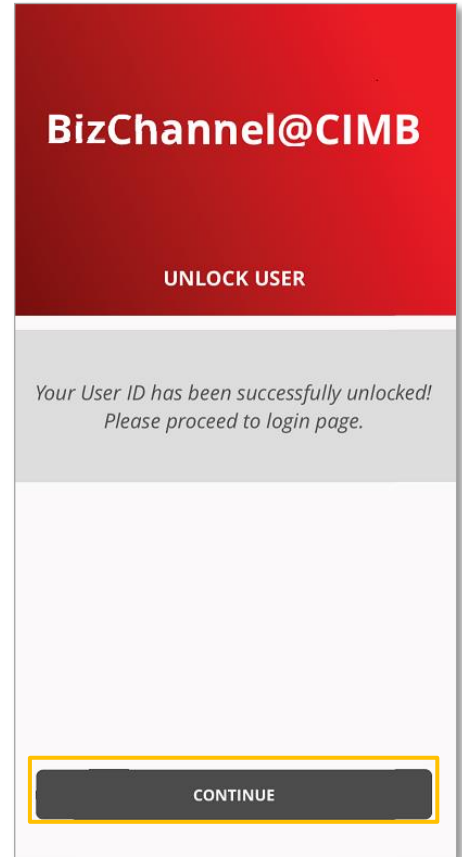 BizChannel@CIMB
UNLOCK USER
Your User ID has been successfully unlocked!
Please proceed to login page.
CONTINUE